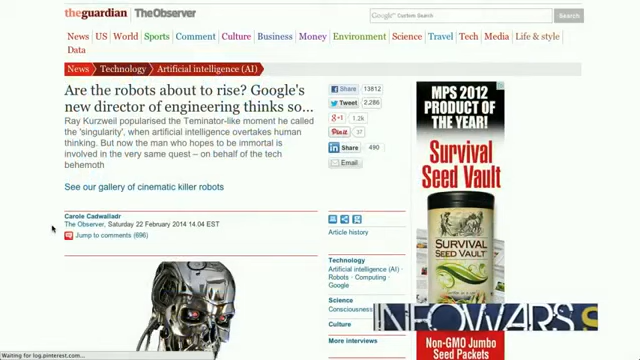 theguardian | TheObserver
Google Custom Search
Search
News US World Sports Comment Culture Business Money Environment Science Travel Tech Media Life & style
Data
News Technology Artificial intelligence (AI)
Are the robots about to rise? Google's
new director of engineering thinks so...
Ray Kurzweil popularised the Teminator-like moment he called
the 'singularity', when artificial intelligence overtakes human
thinking. But now the man who hopes to be immortal is
involved in the very same quest – on behalf of the tech
behemoth
See our gallery of cinematic killer robots
Carole Cadwalladr
The Observer, Saturday 22 February 2014 14.04 EST
Jump to comments (696)
Share 13812
Tweet 2,286
+1 1.2k
Pin it 37
in Share 490
Email
Article history
Technology
Artificial intelligence (AI) ·
Robots · Computing ·
Google
Science
Consciousness
Culture
More interviews
MPS 2012
PRODUCT OF
THE YEAR!
Survival
Seed Vault
SURVIVAL
SEED VAULT
INFOWARS
Non-GMO Jumbo
Seed Packets
Waiting for log.pinterest.com...